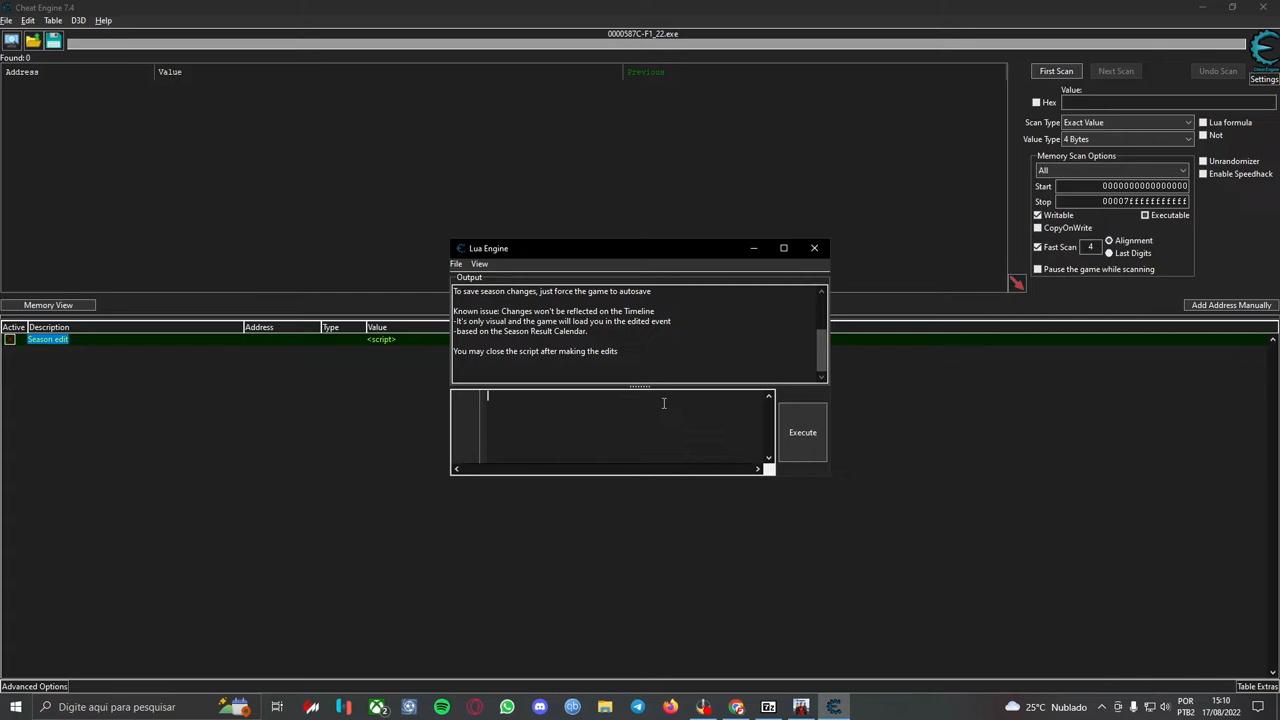 Cheat Engine 7.4
File Edit Table D3D Help
0000587C-F1_22.exe
Found: 0
Address Value Previous
First Scan Next Scan Undo Scan
Cheat Engine
Settings
Value:
Hex
Scan Type Exact Value Lua formula
Value Type 4 Bytes Not
Memory Scan Options
All
Unrandomizer
Enable Speedhack
Start 0000000000000000
Stop 00007fffffffffff
Writable Executable
CopyOnWrite
Fast Scan 4 Alignment
Last Digits
Pause the game while scanning
Memory View
Add Address Manually
Active Description Address Type Value
Season edit <script>
Lua Engine
File View
Output
To save season changes, just force the game to autosave
Known issue: Changes won't be reflected on the Timeline
-It's only visual and the game will load you in the edited event
-based on the Season Result Calendar.
You may close the script after making the edits
Execute
Advanced Options
Table Extras
Digite aqui para pesquisar
2
25°C Nublado
POR
PTB2
15:10
17/08/2022